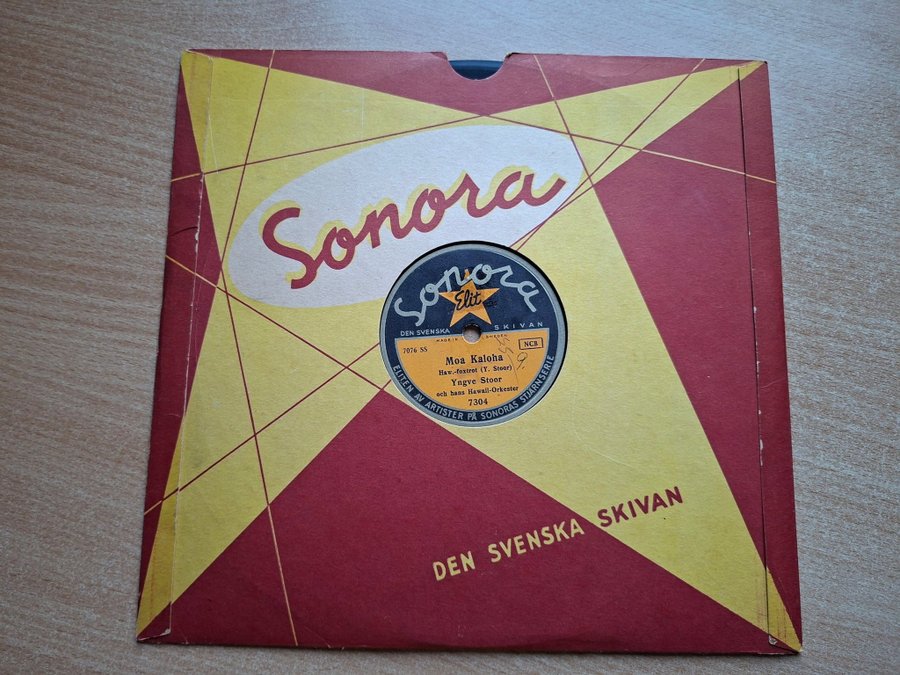 Sonora
Sonora
Elit
DEN SVENSKA SKIVAN
MADE IN SWEDEN
7076 SS
NCB
Moa Kaloha
Haw.-foxtrot (Y. Stoor)
Yngve Stoor
och hans Hawaii-Orkester
7304
ELITEN AV ARTISTER PÅ SONORAS STJÄRNSERIE
DEN SVENSKA SKIVAN